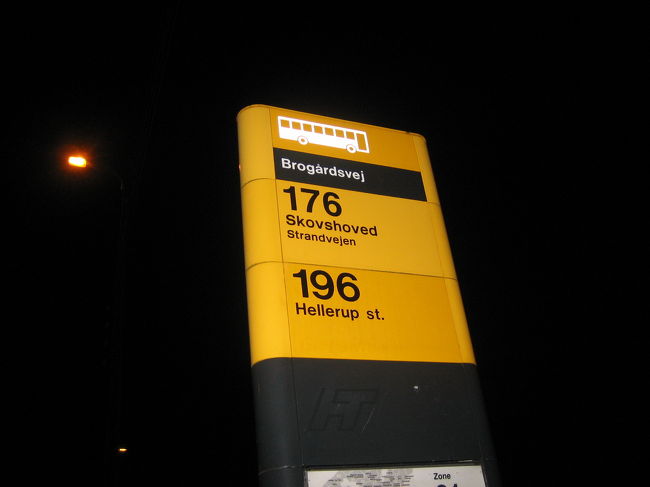 Brogårdsvej
176
Skovshoved
Strandvejen
196
Hellerup st.
HT
Zone